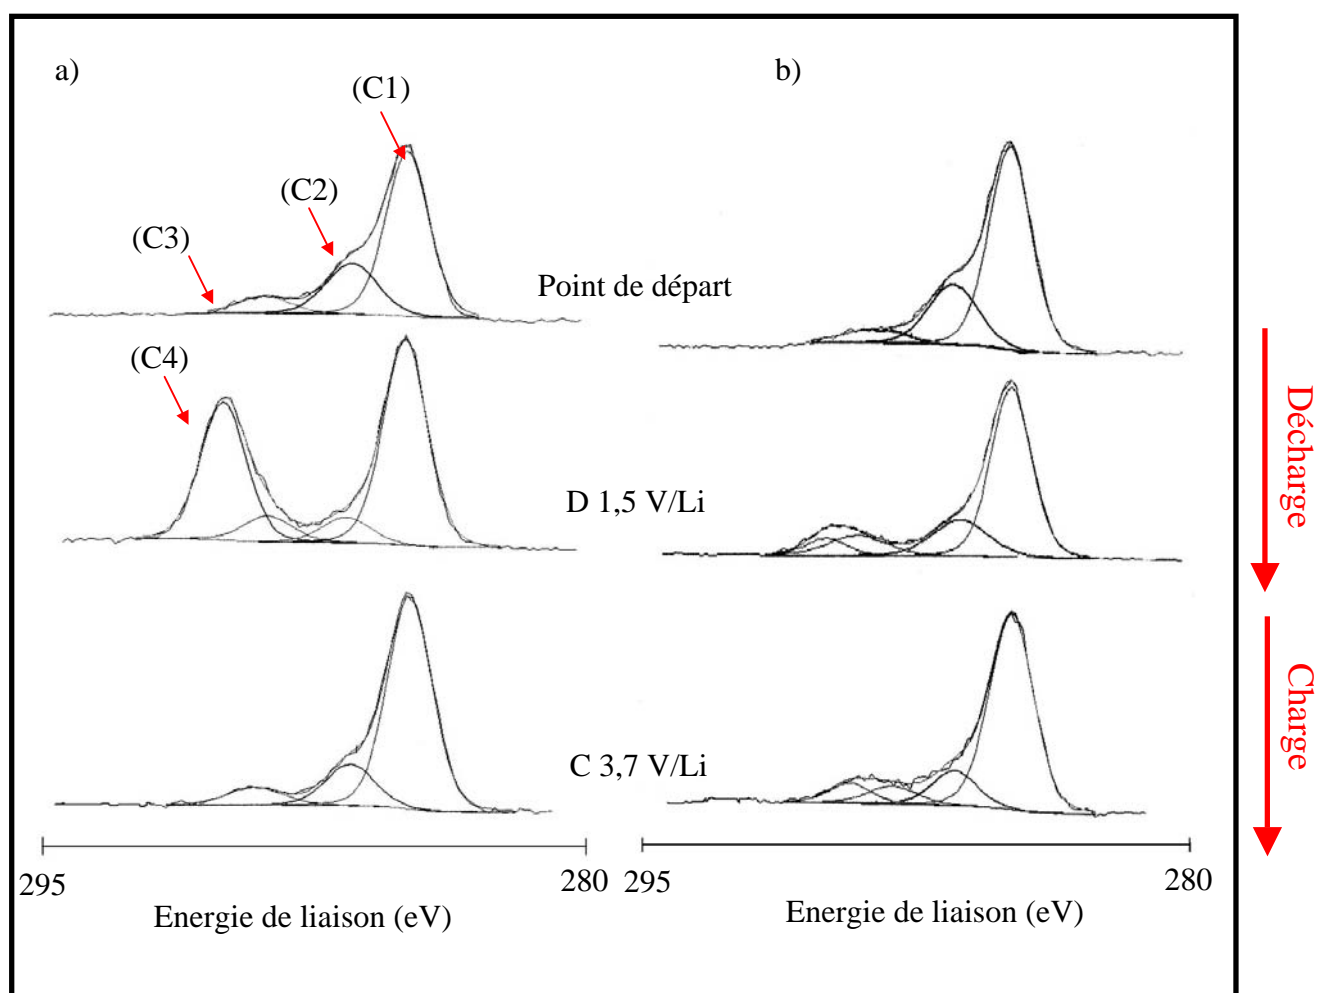 a)
b)
(C1)
(C2)
(C3)
Point de départ
(C4)
D 1,5 V/Li
C 3,7 V/Li
Décharge
Charge
295
280
295
280
Energie de liaison (eV)
Energie de liaison (eV)